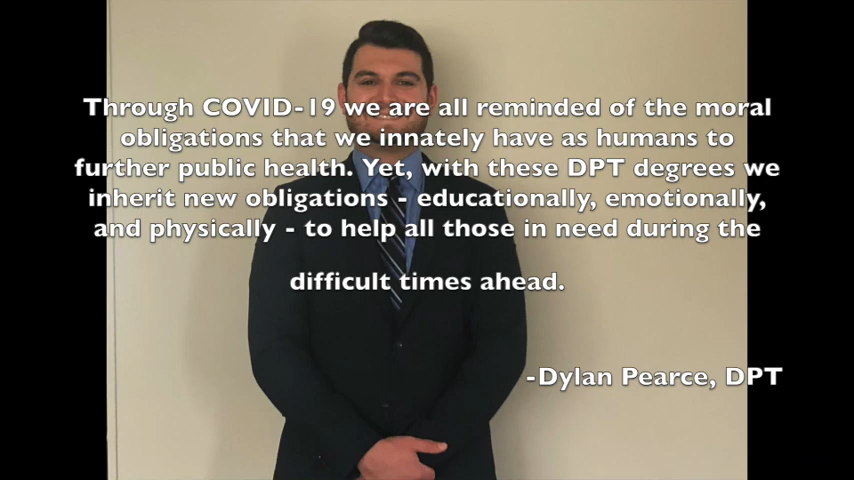 Through COVID-19 we are all reminded of the moral
obligations that we innately have as humans to
further public health. Yet, with these DPT degrees we
inherit new obligations - educationally, emotionally,
and physically - to help all those in need during the
difficult times ahead.
-Dylan Pearce, DPT